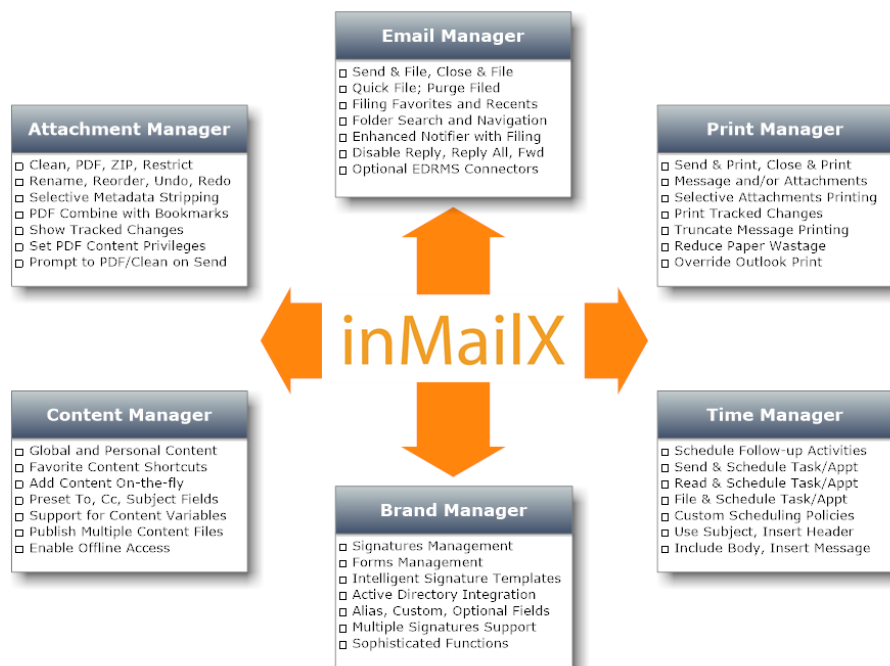 Email Manager
Send & File, Close & File
Quick File; Purge Filed
Filing Favorites and Recents
Folder Search and Navigation
Enhanced Notifier with Filing
Disable Reply, Reply All, Fwd
Optional EDRMS Connectors
Attachment Manager
Clean, PDF, ZIP, Restrict
Rename, Reorder, Undo, Redo
Selective Metadata Stripping
PDF Combine with Bookmarks
Show Tracked Changes
Set PDF Content Privileges
Prompt to PDF/Clean on Send
Print Manager
Send & Print, Close & Print
Message and/or Attachments
Selective Attachments Printing
Print Tracked Changes
Truncate Message Printing
Reduce Paper Wastage
Override Outlook Print
inMailX
Content Manager
Global and Personal Content
Favorite Content Shortcuts
Add Content On-the-fly
Preset To, Cc, Subject Fields
Support for Content Variables
Publish Multiple Content Files
Enable Offline Access
Time Manager
Schedule Follow-up Activities
Send & Schedule Task/Appt
Read & Schedule Task/Appt
File & Schedule Task/Appt
Custom Scheduling Policies
Use Subject, Insert Header
Include Body, Insert Message
Brand Manager
Signatures Management
Forms Management
Intelligent Signature Templates
Active Directory Integration
Alias, Custom, Optional Fields
Multiple Signatures Support
Sophisticated Functions